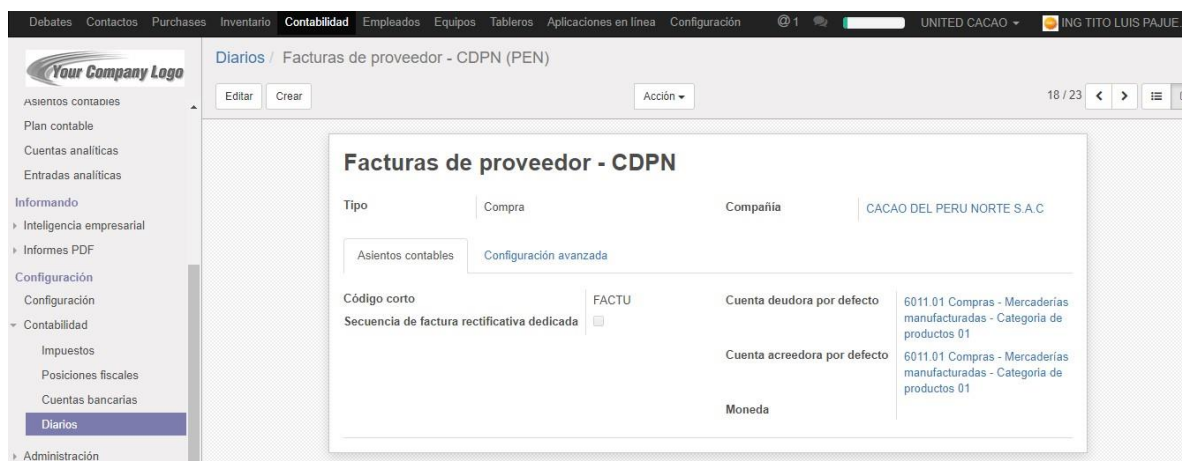 Debates Contactos Purchases Inventario Contabilidad Empleados Equipos Tableros Aplicaciones en línea Configuración @1 UNITED CACAO ING TITO LUIS PAJUE.
Your Company Logo
Diarios / Facturas de proveedor - CDPN (PEN)
Editar Crear Acción 18 / 23
Asientos contables
Plan contable
Cuentas analíticas
Entradas analíticas
Informando
Inteligencia empresarial
Informes PDF
Configuración
Configuración
Contabilidad
Impuestos
Posiciones fiscales
Cuentas bancarias
Diarios
Administración
Facturas de proveedor - CDPN
Tipo Compra Compañía CACAO DEL PERU NORTE S.A.C
Asientos contables Configuración avanzada
Código corto FACTU
Secuencia de factura rectificativa dedicada
Cuenta deudora por defecto 6011.01 Compras - Mercaderías
manufacturadas - Categoria de
productos 01
Cuenta acreedora por defecto 6011.01 Compras - Mercaderías
manufacturadas - Categoria de
productos 01
Moneda